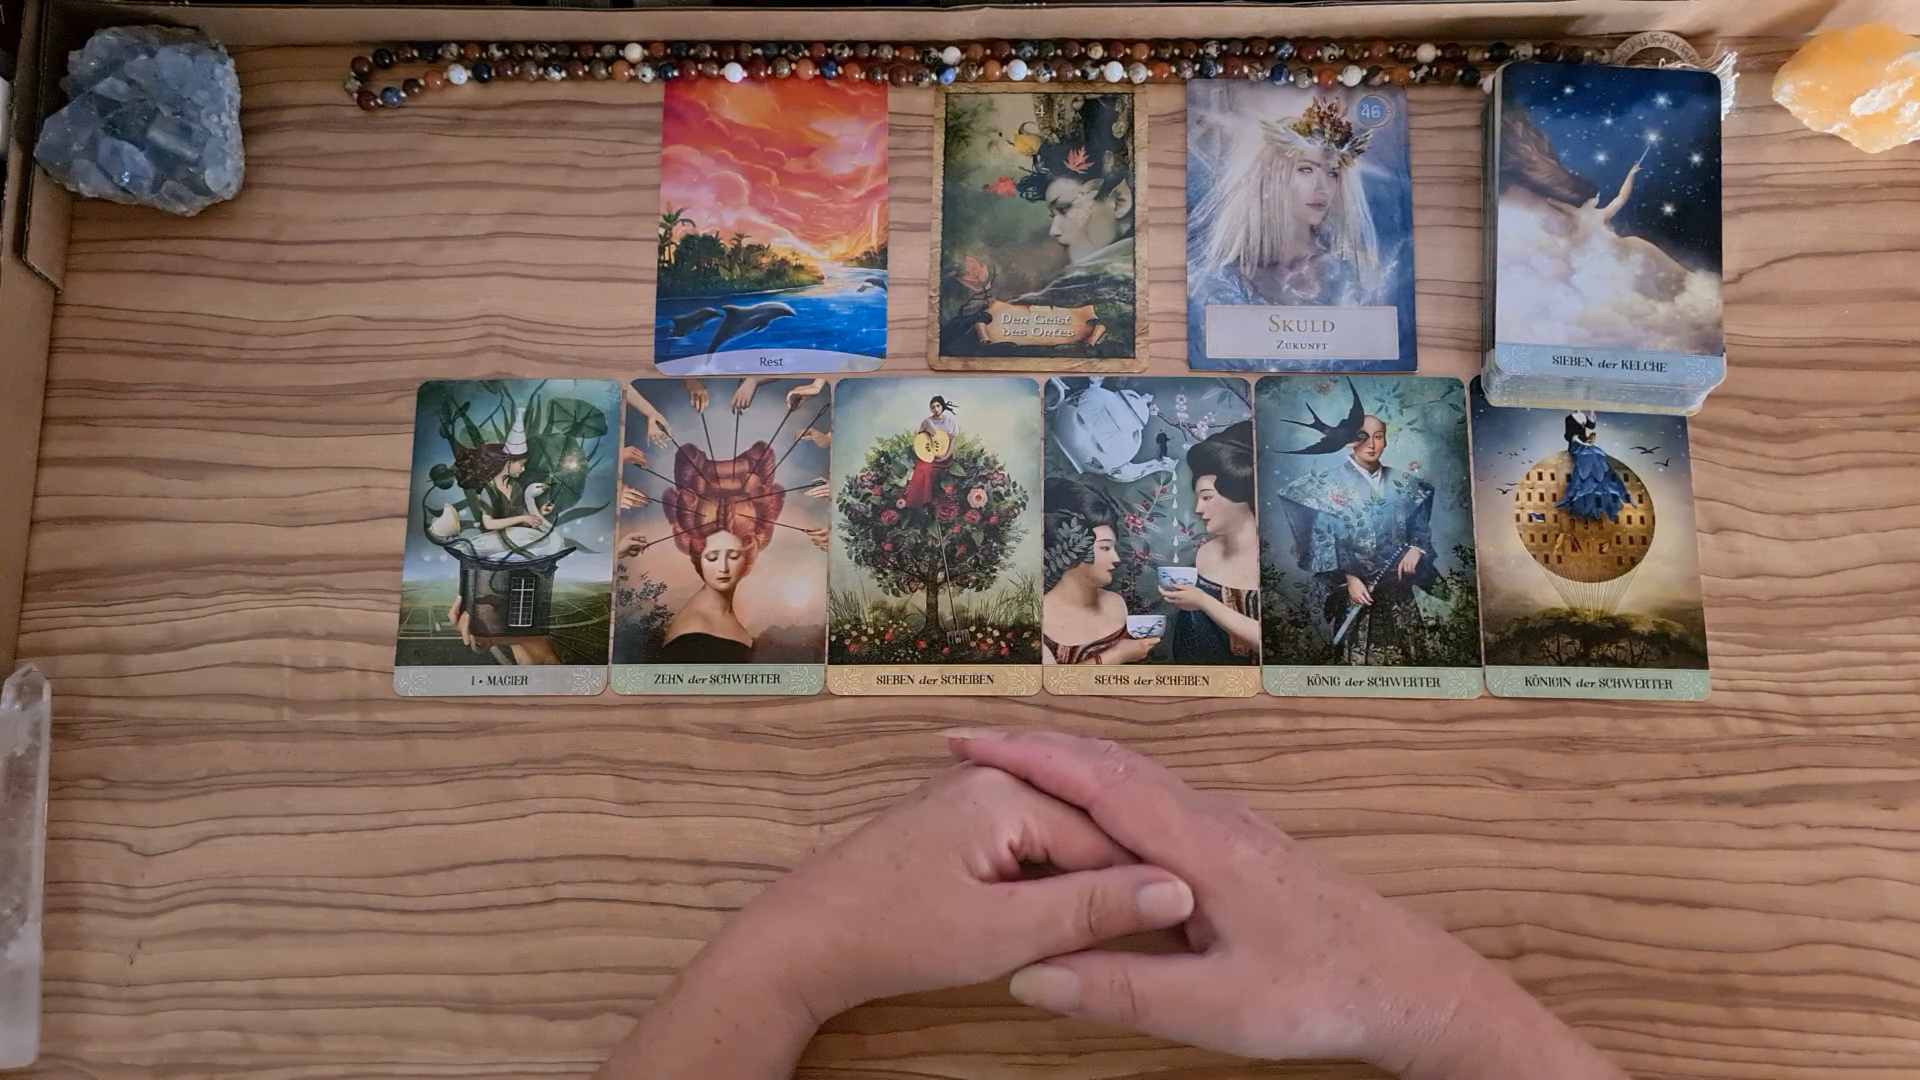 4
46
Rest
Der Geist
des Ortes
SKULD
ZUKUNFT
SIEBEN der KELCHE
I • MAGIER
ZEHN der SCHWERTER
SIEBEN der SCHEIBEN
SECHS der SCHEIBEN
KÖNIG der SCHWERTER
KÖNIGIN der SCHWERTER